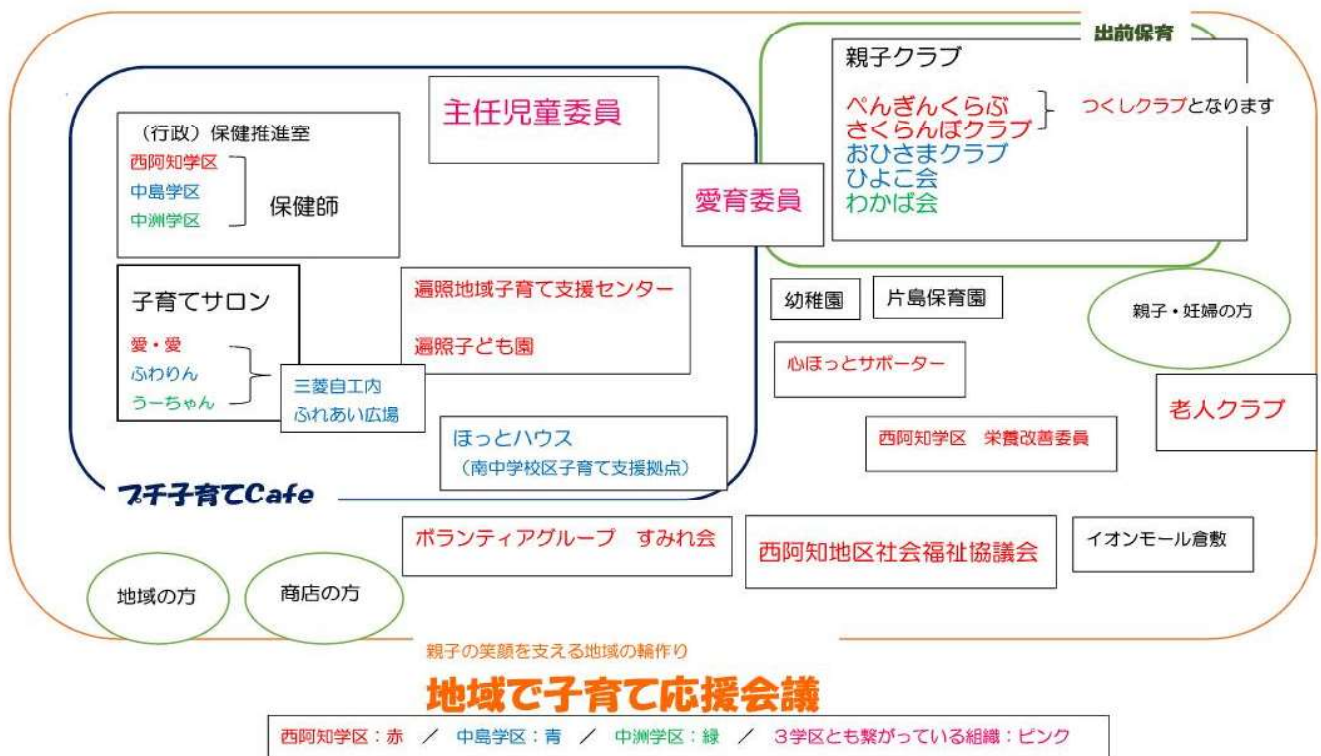 出前保育
親子クラブ
ぺんぎんくらぶ
さくらんぼクラブ
つくしクラブとなります
おひさまクラブ
ひよこ会
わかば会
主任児童委員
（行政）保健推進室
西阿知学区
中島学区
中洲学区
保健師
愛育委員
子育てサロン
愛・愛
ふわりん
うーちゃん
三菱自工内
ふれあい広場
遍照地域子育て支援センター
遍照子ども園
ほっとハウス
（南中学校区子育て支援拠点）
プチ子育てCafe
幼稚園
片島保育園
親子・妊婦の方
心ほっとサポーター
老人クラブ
西阿知学区　栄養改善委員
ボランティアグループ　すみれ会
西阿知地区社会福祉協議会
イオンモール倉敷
地域の方
商店の方
親子の笑顔を支える地域の輪作り
地域で子育て応援会議
西阿知学区：赤　／　中島学区：青　／　中洲学区：緑　／　３学区とも繋がっている組織：ピンク